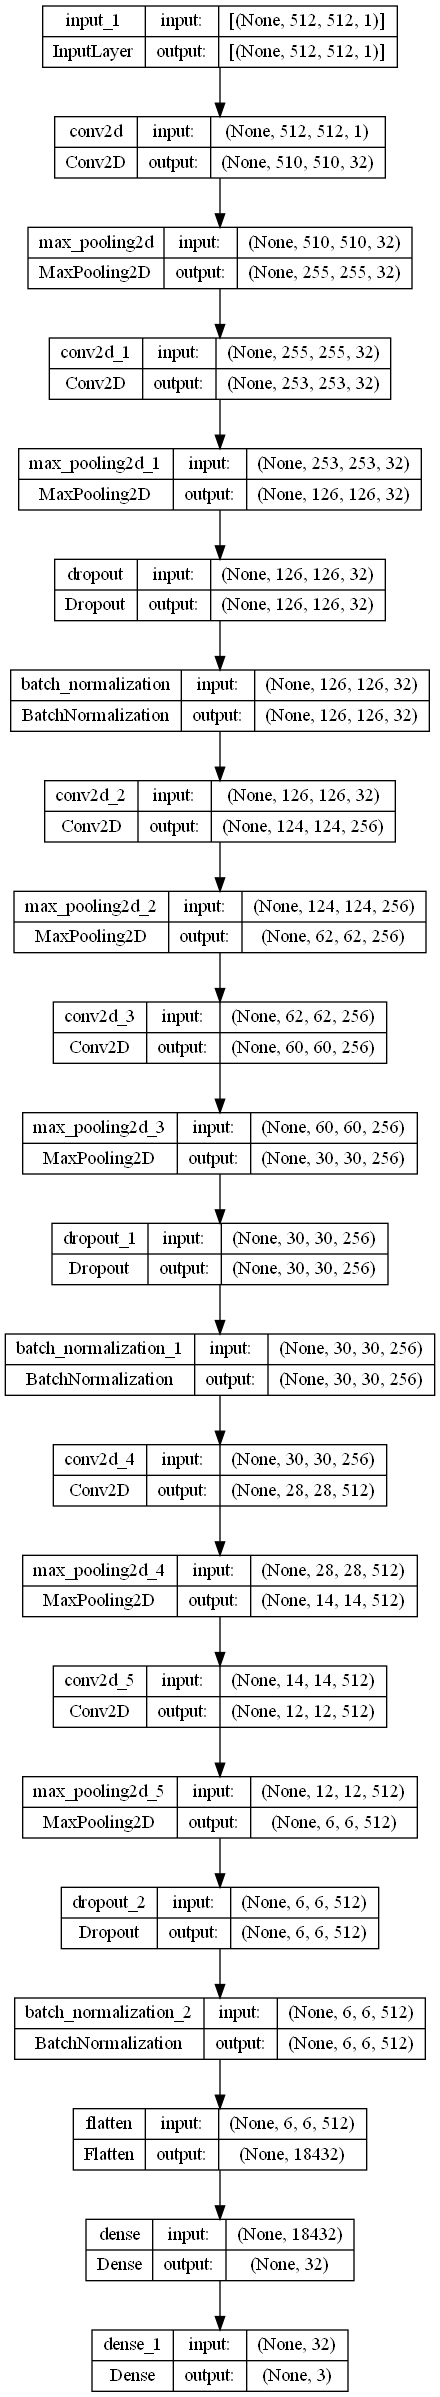 input_1 input: [(None, 512, 512, 1)]
InputLayer output: [(None, 512, 512, 1)]
conv2d input: (None, 512, 512, 1)
Conv2D output: (None, 510, 510, 32)
max_pooling2d input: (None, 510, 510, 32)
MaxPooling2D output: (None, 255, 255, 32)
conv2d_1 input: (None, 255, 255, 32)
Conv2D output: (None, 253, 253, 32)
max_pooling2d_1 input: (None, 253, 253, 32)
MaxPooling2D output: (None, 126, 126, 32)
dropout input: (None, 126, 126, 32)
Dropout output: (None, 126, 126, 32)
batch_normalization input: (None, 126, 126, 32)
BatchNormalization output: (None, 126, 126, 32)
conv2d_2 input: (None, 126, 126, 32)
Conv2D output: (None, 124, 124, 256)
max_pooling2d_2 input: (None, 124, 124, 256)
MaxPooling2D output: (None, 62, 62, 256)
conv2d_3 input: (None, 62, 62, 256)
Conv2D output: (None, 60, 60, 256)
max_pooling2d_3 input: (None, 60, 60, 256)
MaxPooling2D output: (None, 30, 30, 256)
dropout_1 input: (None, 30, 30, 256)
Dropout output: (None, 30, 30, 256)
batch_normalization_1 input: (None, 30, 30, 256)
BatchNormalization output: (None, 30, 30, 256)
conv2d_4 input: (None, 30, 30, 256)
Conv2D output: (None, 28, 28, 512)
max_pooling2d_4 input: (None, 28, 28, 512)
MaxPooling2D output: (None, 14, 14, 512)
conv2d_5 input: (None, 14, 14, 512)
Conv2D output: (None, 12, 12, 512)
max_pooling2d_5 input: (None, 12, 12, 512)
MaxPooling2D output: (None, 6, 6, 512)
dropout_2 input: (None, 6, 6, 512)
Dropout output: (None, 6, 6, 512)
batch_normalization_2 input: (None, 6, 6, 512)
BatchNormalization output: (None, 6, 6, 512)
flatten input: (None, 6, 6, 512)
Flatten output: (None, 18432)
dense input: (None, 18432)
Dense output: (None, 32)
dense_1 input: (None, 32)
Dense output: (None, 3)